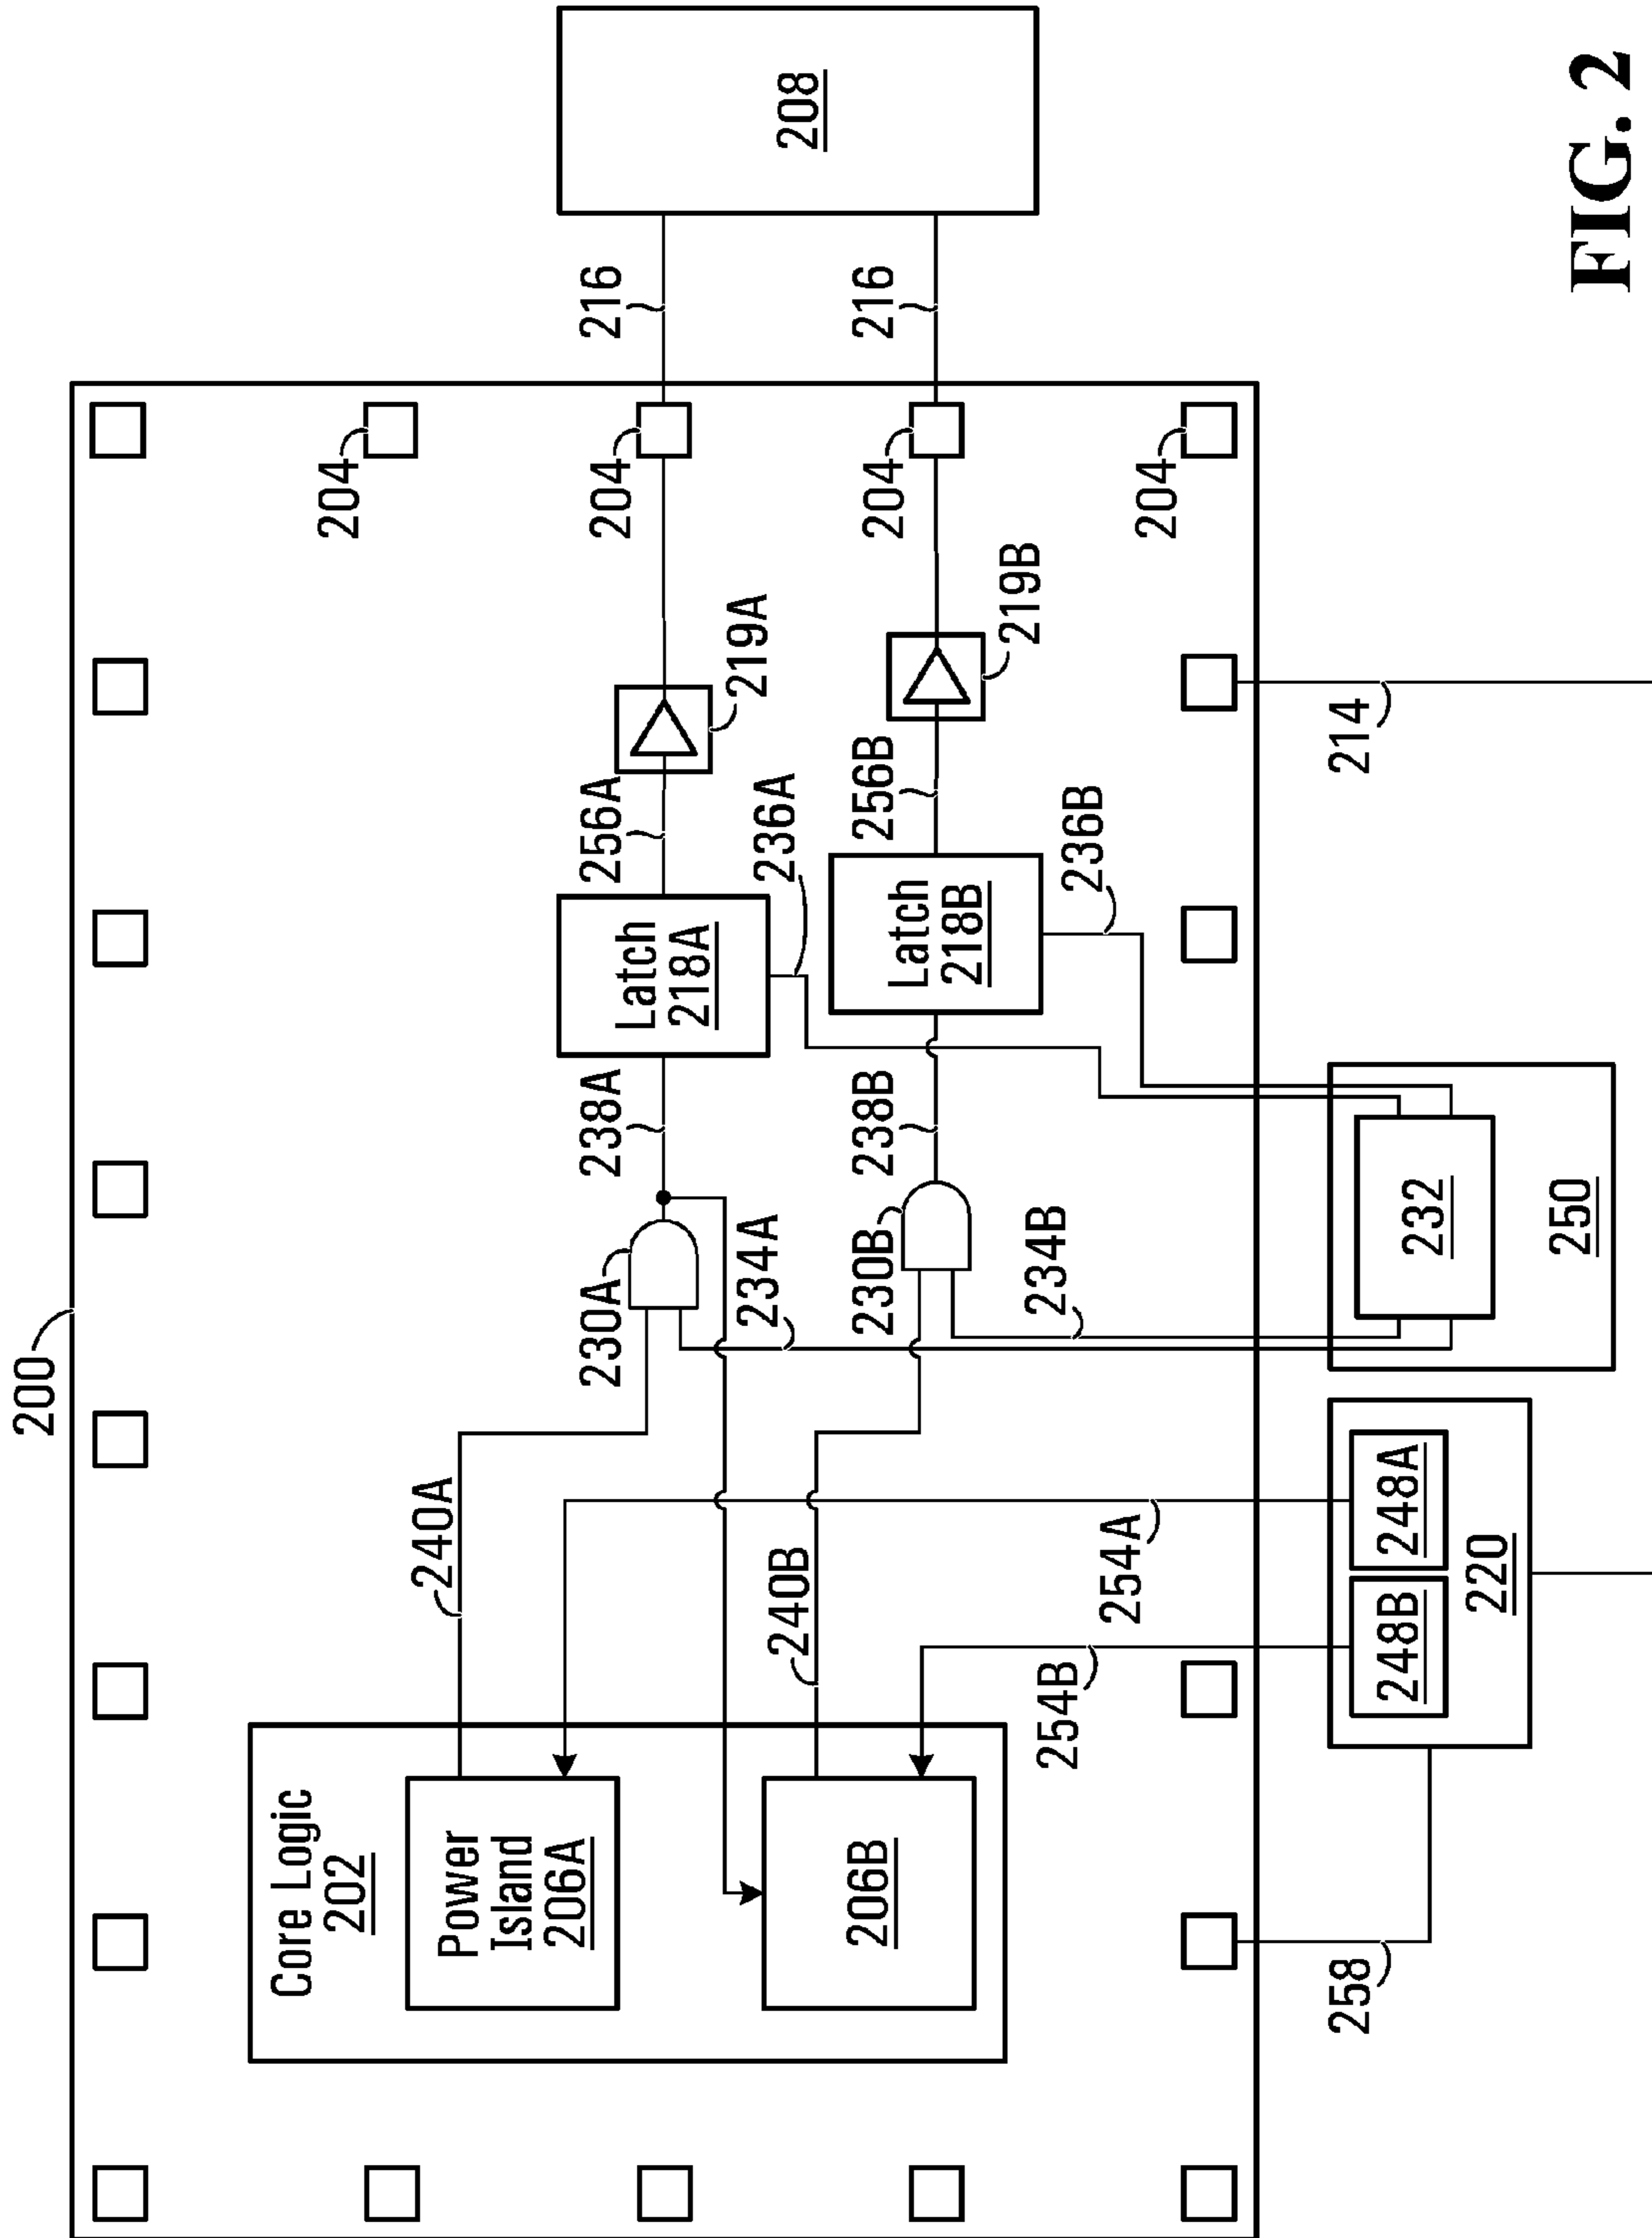 200
Core Logic
202
Power
Island
206A
206B
240A
240B
254B
254A
230A
234A
230B
234B
238A
238B
Latch
218A
Latch
218B
236A
236B
256A
256B
219A
219B
204
204
204
204
216
216
208
258
248B
248A
220
232
250
214
FIG. 2